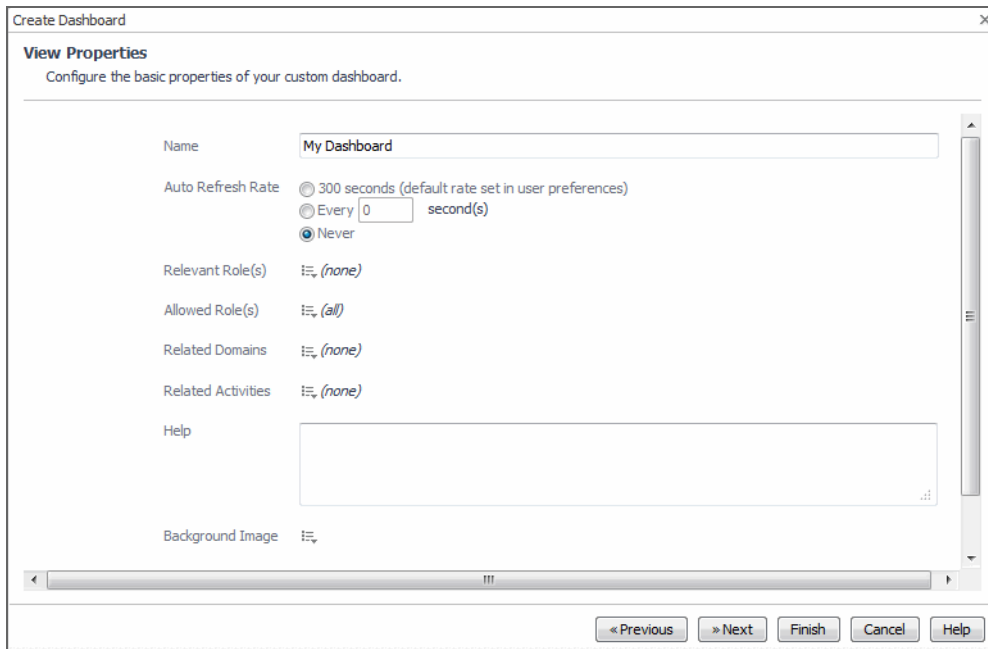 Create Dashboard
View Properties
Configure the basic properties of your custom dashboard.
Name My Dashboard
Auto Refresh Rate 300 seconds (default rate set in user preferences)
Every 0 second(s)
Never
Relevant Role(s) (none)
Allowed Role(s) (all)
Related Domains (none)
Related Activities (none)
Help
Background Image
«Previous »Next Finish Cancel Help